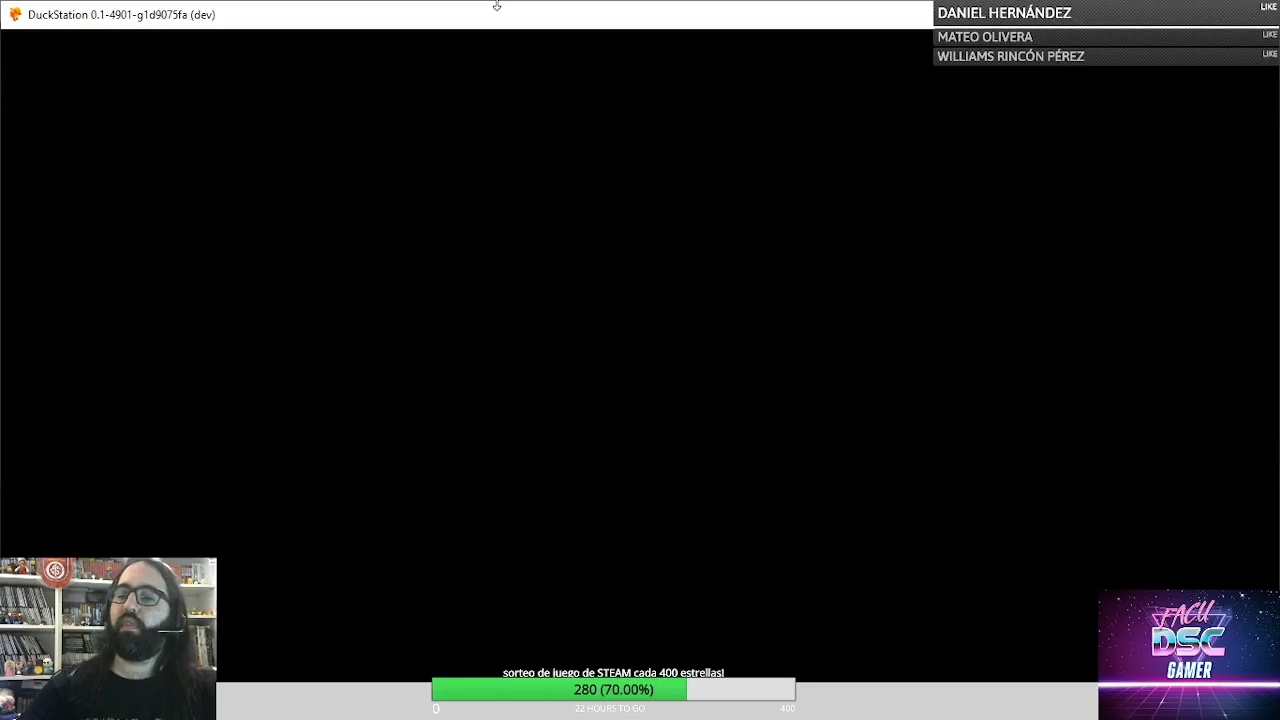 DuckStation 0.1-4901-g1d9075fa (dev)
DANIEL HERNÁNDEZ LIKE
MATEO OLIVERA LIKE
WILLIAMS RINCÓN PÉREZ LIKE
sorteo de juego de STEAM cada 400 estrellas!
280 (70.00%)
0 22 HOURS TO GO 400
FACU
DSC
GAMER